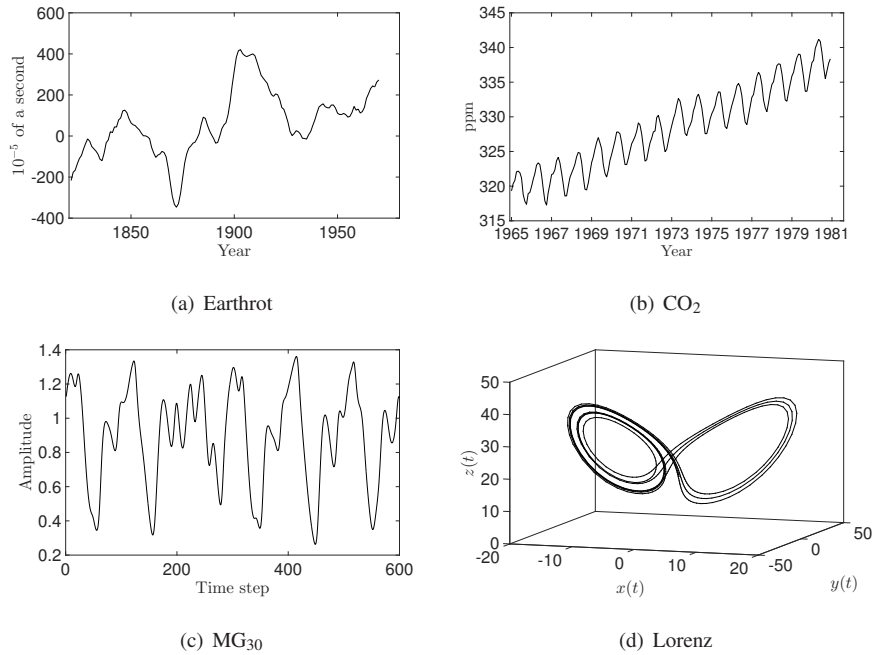 400
200
0
-200
-400
10⁻⁵ of a second
1850 1900 1950
Year
(a) Earthrot
ppm
340
335
330
325
320
315
1965 1967 1969 1971 1973 1975 1977 1979 1981
Year
(b) CO₂
1.4
1.2
1
0.8
0.6
0.4
0.2
Amplitude
0 200 400 600
Time step
(c) MG₃₀
50
40
30
20
10
0
z(t)
-20 -10 0 10 20
x(t)
-50 0 50
y(t)
(d) Lorenz